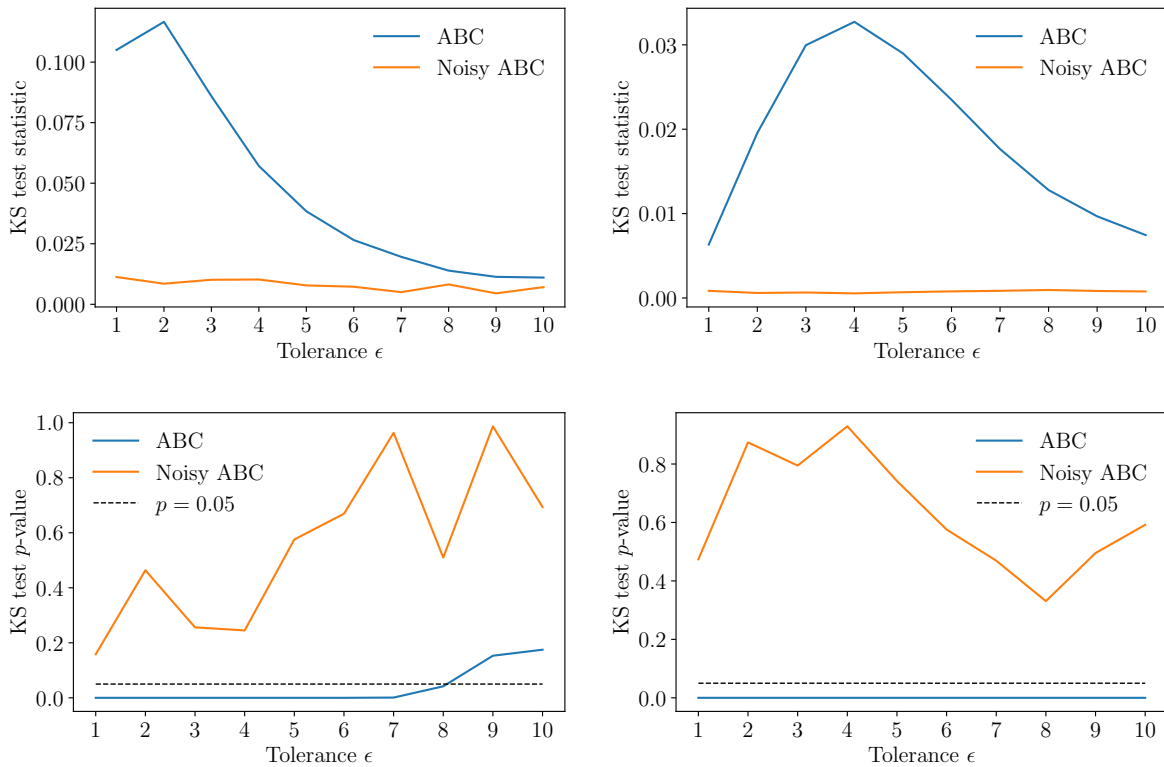 KS test statistic
0.100
0.075
0.050
0.025
0.000
ABC
Noisy ABC
1 2 3 4 5 6 7 8 9 10
Tolerance ϵ
KS test statistic
0.03
0.02
0.01
0.00
ABC
Noisy ABC
1 2 3 4 5 6 7 8 9 10
Tolerance ϵ
KS test p-value
1.0
0.8
0.6
0.4
0.2
0.0
ABC
Noisy ABC
p = 0.05
1 2 3 4 5 6 7 8 9 10
Tolerance ϵ
KS test p-value
0.8
0.6
0.4
0.2
0.0
ABC
Noisy ABC
p = 0.05
1 2 3 4 5 6 7 8 9 10
Tolerance ϵ